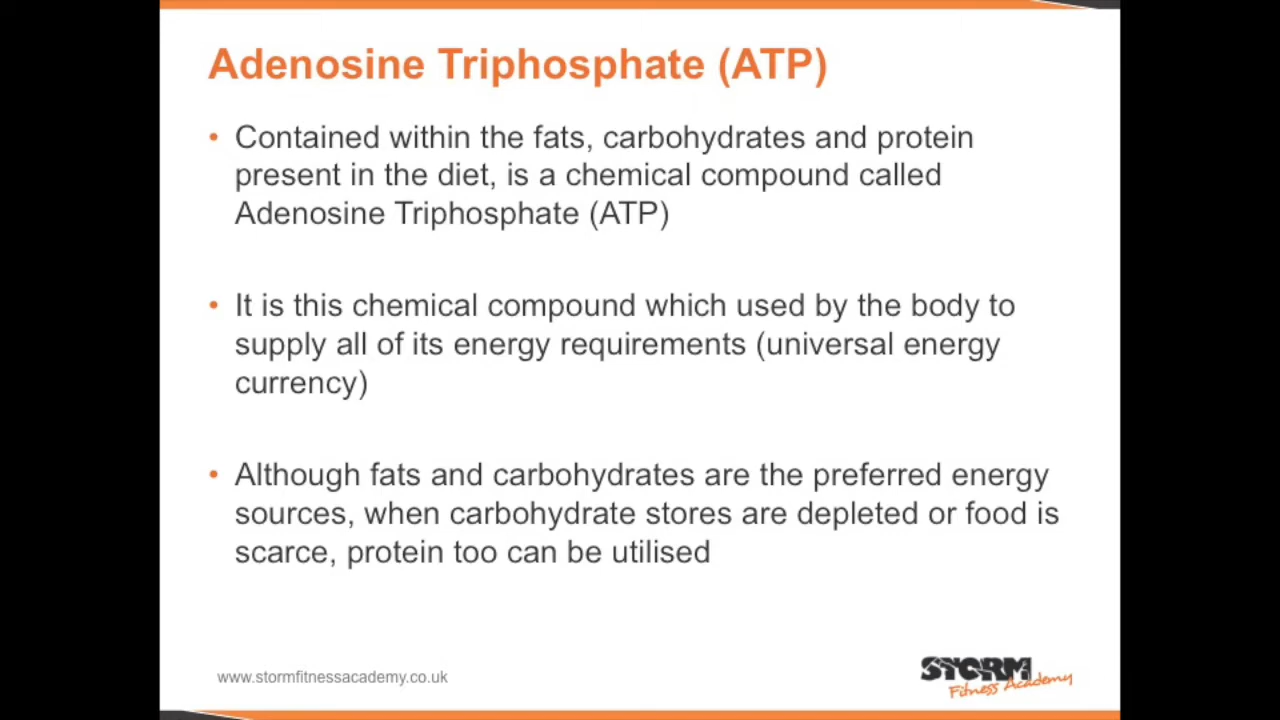 Adenosine Triphosphate (ATP)
• Contained within the fats, carbohydrates and protein
present in the diet, is a chemical compound called
Adenosine Triphosphate (ATP)
• It is this chemical compound which used by the body to
supply all of its energy requirements (universal energy
currency)
• Although fats and carbohydrates are the preferred energy
sources, when carbohydrate stores are depleted or food is
scarce, protein too can be utilised
www.stormfitnessacademy.co.uk
STORM
Fitness Academy